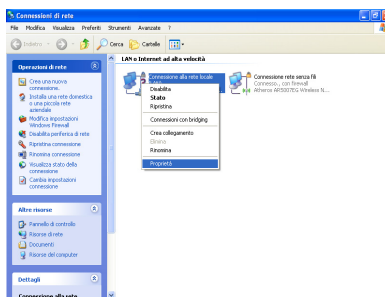 Connessioni di rete
File Modifica Visualizza Preferiti Strumenti Avanzate ?
Indietro Cerca Cartelle
LAN o Internet ad alta velocità
Operazioni di rete
Crea una nuova
connessione.
Installa una rete domestica
o una piccola rete
aziendale
Modifica impostazioni
Windows Firewall
Disabilita periferica di rete
Ripristina connessione
Rinomina connessione
Visualizza stato della
connessione
Cambia impostazioni
connessione
Altre risorse
Pannello di controllo
Risorse di rete
Documenti
Risorse del computer
Dettagli
Connessione alla rete
Connessione alla rete locale
Disabilita
Stato
Ripristina
Connessioni con bridging
Crea collegamento
Elimina
Rinomina
Proprietà
Connessione rete senza fili
Connesso, con firewall
Atheros AR5007EG Wireless N...